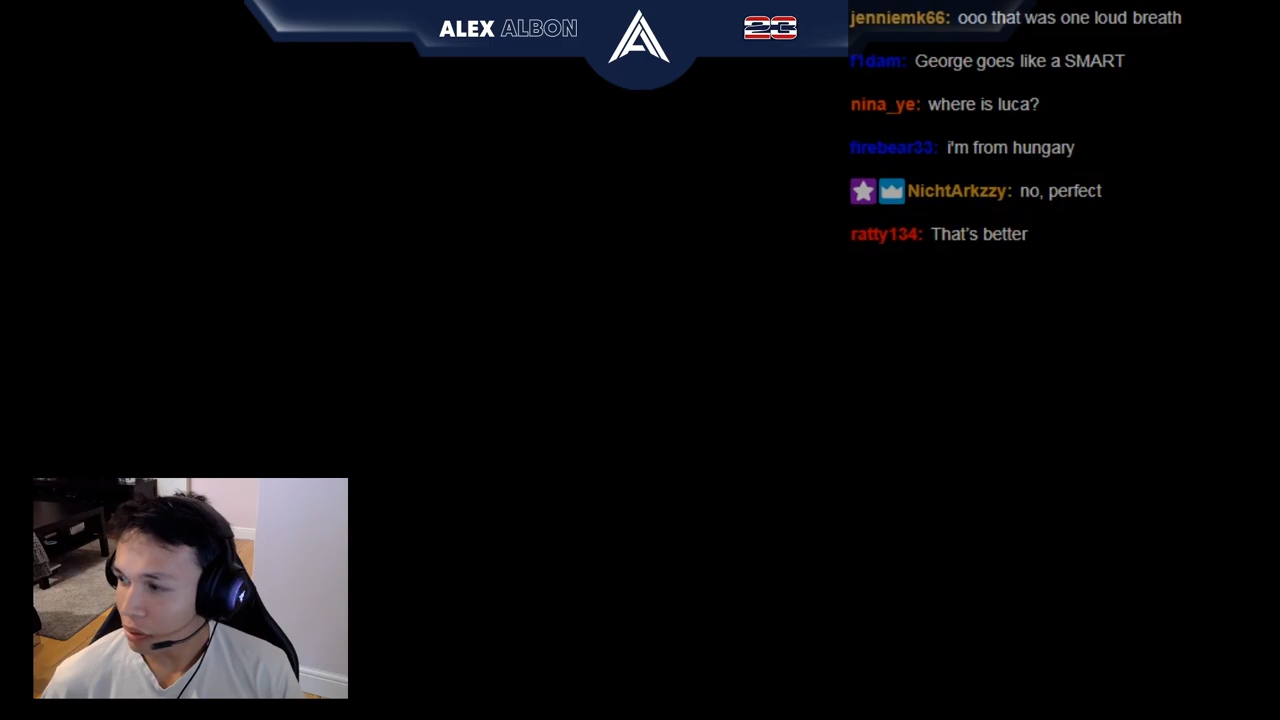 ALEX ALBON
23
jenniemk66: ooo that was one loud breath
f1dam: George goes like a SMART
nina_ye: where is luca?
firebear33: i'm from hungary
NichtArkzzy: no, perfect
ratty134: That's better